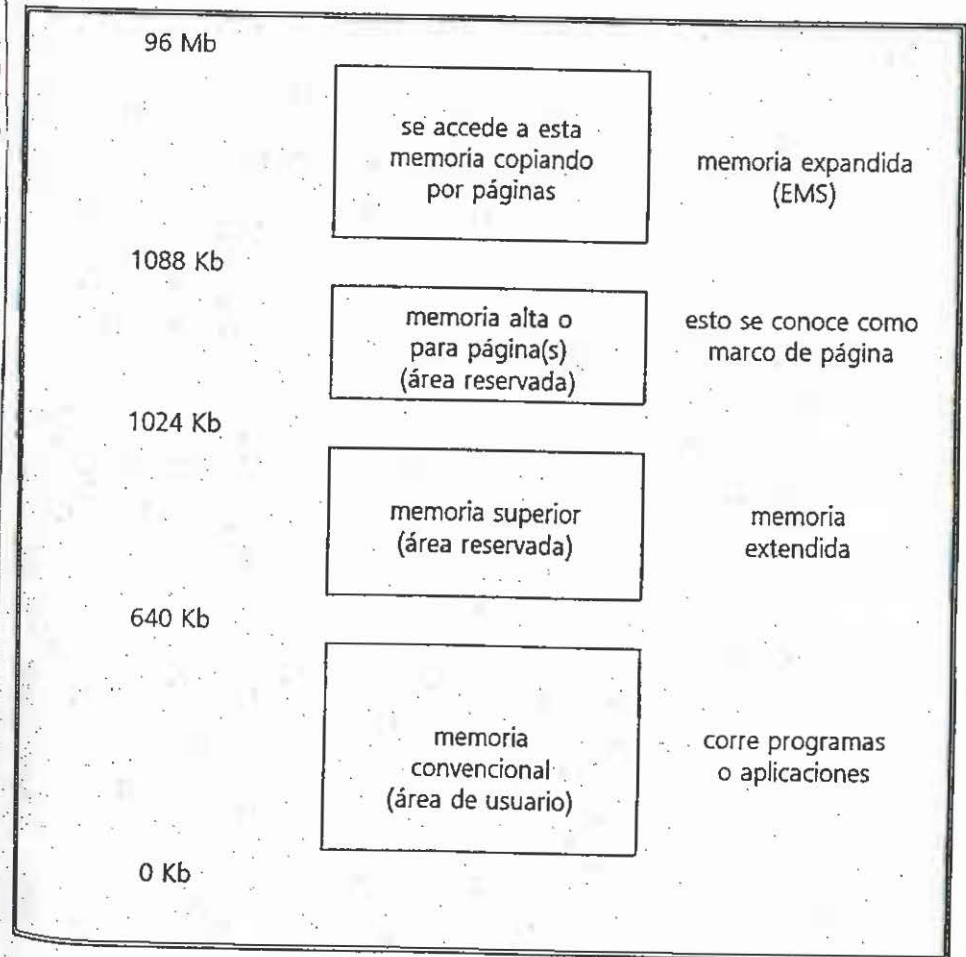 96 Mb
se accede a esta
memoria copiando
por páginas
memoria expandida
(EMS)
1088 Kb
memoria alta o
para página(s)
(área reservada)
esto se conoce como
marco de página
1024 Kb
memoria superior
(área reservada)
memoria
extendida
640 Kb
memoria
convencional
(área de usuario)
corre programas
o aplicaciones
0 Kb